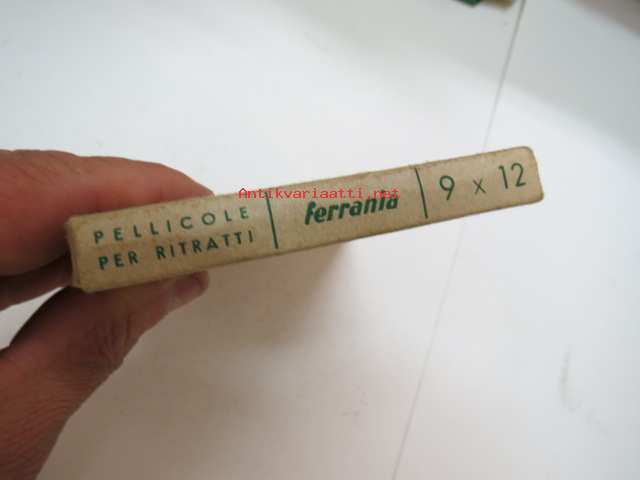 Antikvariaatti.net
PELLICOLE
PER RITRATTI
ferrania
9 x 12